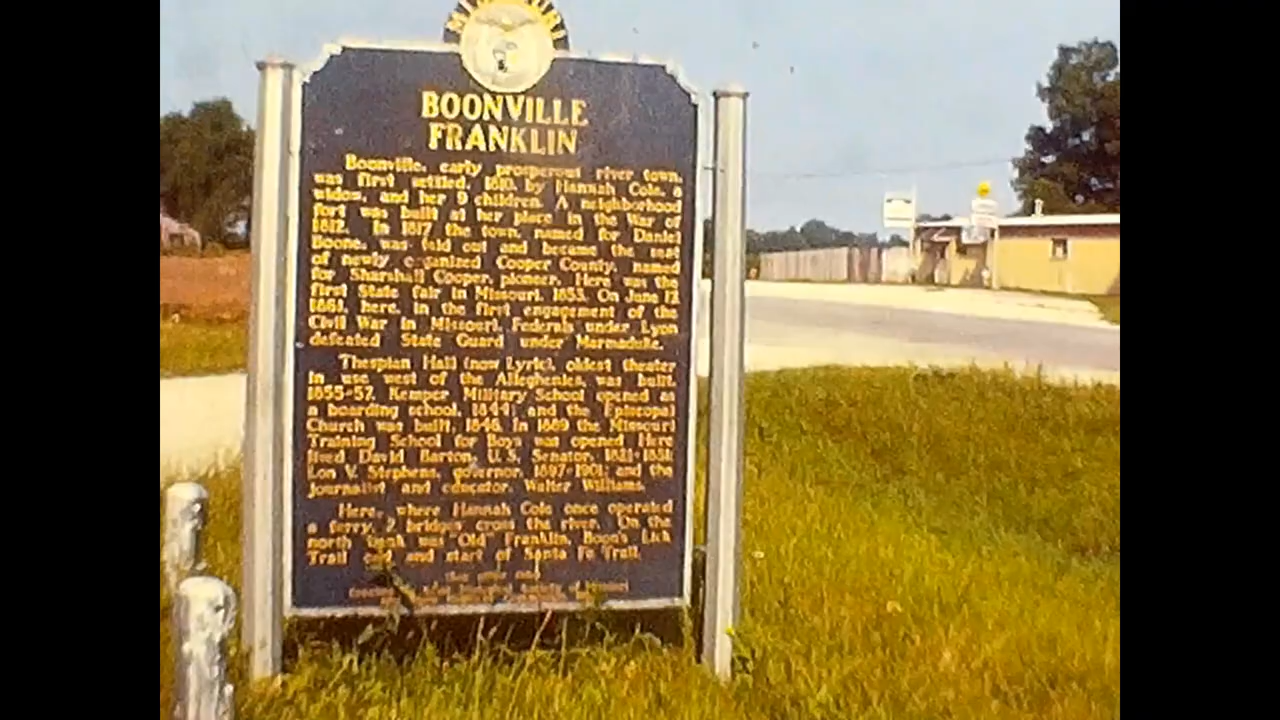 MISSOURI
BOONVILLE
FRANKLIN
Boonville, early prosperous river town,
was first settled, 1810, by Hannah Cole, a
widow, and her 9 children. A neighborhood
fort was built at her place in the War of
1812. In 1817 the town, named for Daniel
Boone, was laid out and became the seat
of newly organized Cooper County, named
for Sharshall Cooper, pioneer. Here was the
first State fair in Missouri, 1853. On June 17,
1861, here, in the first engagement of the
Civil War in Missouri, Federals under Lyon
defeated State Guard under Marmaduke.
Thespian Hall (now Lyric), oldest theater
in use west of the Alleghenies, was built,
1855-57. Kemper Military School opened as
a boarding school, 1844; and the Episcopal
Church was built, 1846. In 1889 the Missouri
Training School for Boys was opened Here
lived David Barton, U.S. Senator, 1821-1831;
Lon V. Stephens, governor, 1897-1901; and the
journalist and educator, Walter Williams.
Here, where Hannah Cole once operated
a ferry, 2 bridges cross the river. On the
north bank was "Old" Franklin, Boon's Lick
Trail end and start of Santa Fe Trail.